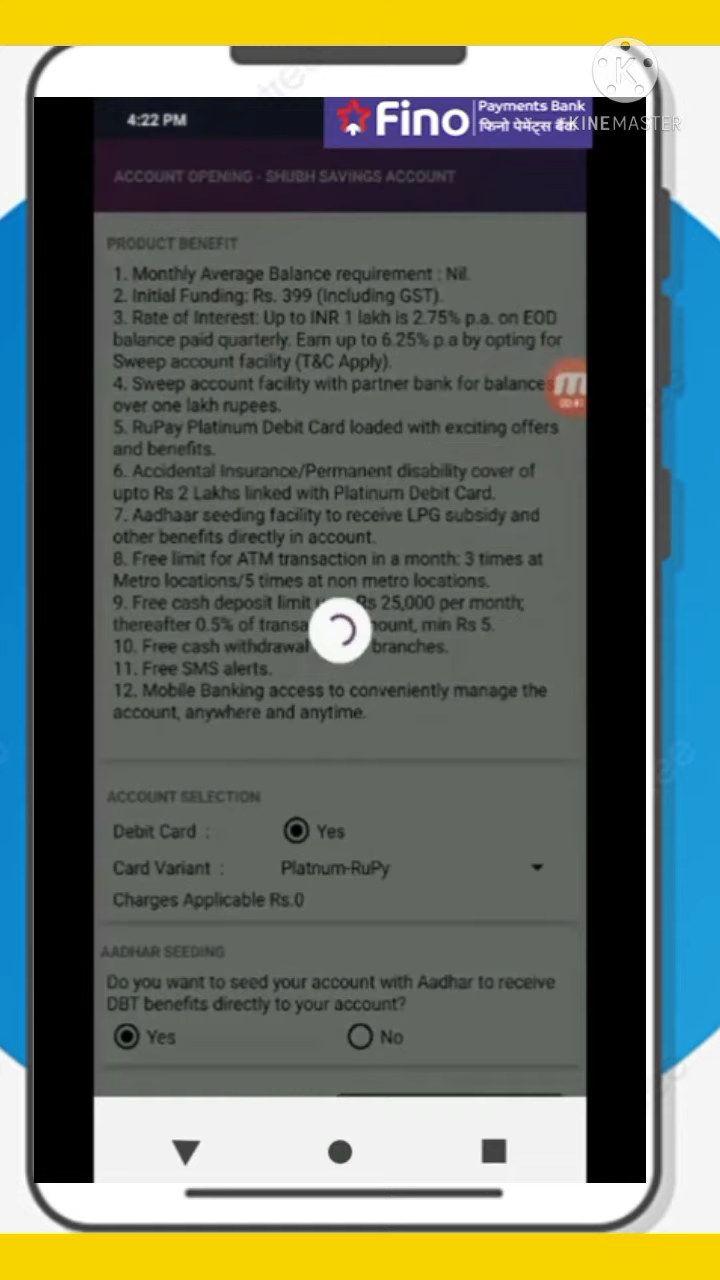 4:22 PM
Fino
Payments Bank
फिनो पेमेंट्स बैंक
KINEMASTER
ACCOUNT OPENING - SHUBH SAVINGS ACCOUNT
PRODUCT BENEFIT
1. Monthly Average Balance requirement : Nil.
2. Initial Funding: Rs. 399 (Including GST).
3. Rate of Interest: Up to INR 1 lakh is 2.75% p.a. on EOD
balance paid quarterly. Earn up to 6.25% p.a by opting for
Sweep account facility (T&C Apply).
4. Sweep account facility with partner bank for balances
over one lakh rupees.
00:41
5. RuPay Platinum Debit Card loaded with exciting offers
and benefits.
6. Accidental Insurance/Permanent disability cover of
upto Rs 2 Lakhs linked with Platinum Debit Card.
7. Aadhaar seeding facility to receive LPG subsidy and
other benefits directly in account.
8. Free limit for ATM transaction in a month: 3 times at
Metro locations/5 times at non metro locations.
9. Free cash deposit limit Rs 25,000 per month;
thereafter 0.5% of min Rs 5.
10. Free cash withdrawal branches.
11. Free SMS alerts.
12. Mobile Banking access to conveniently manage the
account, anywhere and anytime.
ACCOUNT SELECTION
Debit Card : Yes
Card Variant : Platnum-RuPy
Charges Applicable Rs.0
AADHAR SEEDING
Do you want to seed your account with Aadhar to receive
DBT benefits directly to your account?
Yes No